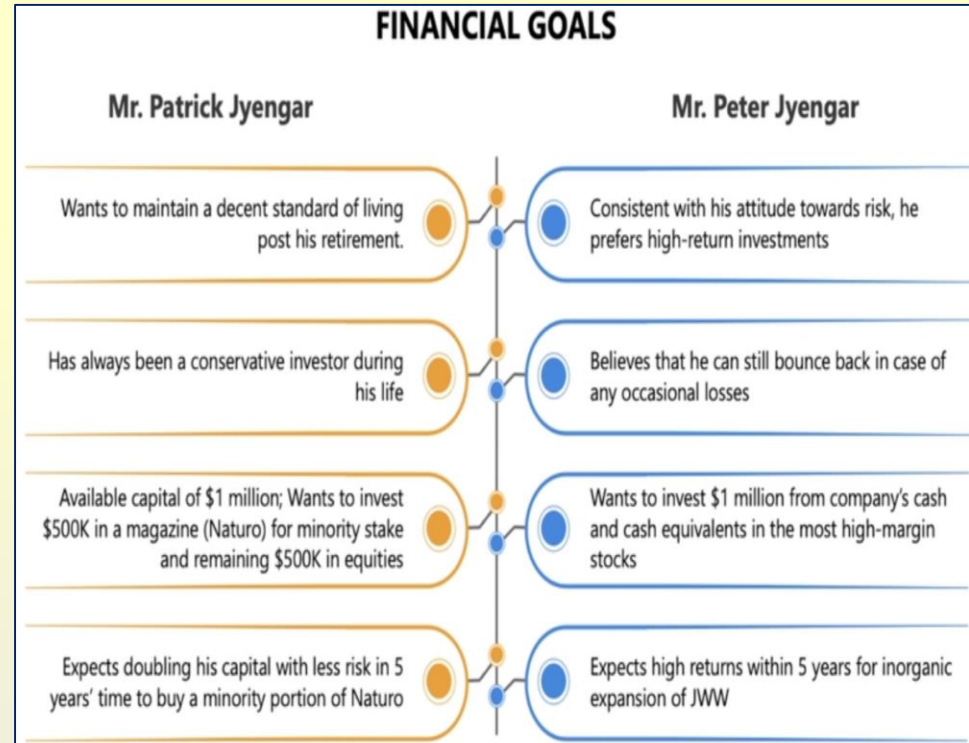 FINANCIAL GOALS
Mr. Patrick Jyengar
Wants to maintain a decent standard of living
post his retirement.
Has always been a conservative investor during
his life
Available capital of $1 million; Wants to invest
$500K in a magazine (Naturo) for minority stake
and remaining $500K in equities
Expects doubling his capital with less risk in 5
years' time to buy a minority portion of Naturo
Mr. Peter Jyengar
Consistent with his attitude towards risk, he
prefers high-return investments
Believes that he can still bounce back in case of
any occasional losses
Wants to invest $1 million from company's cash
and cash equivalents in the most high-margin
stocks
Expects high returns within 5 years for inorganic
expansion of JWW